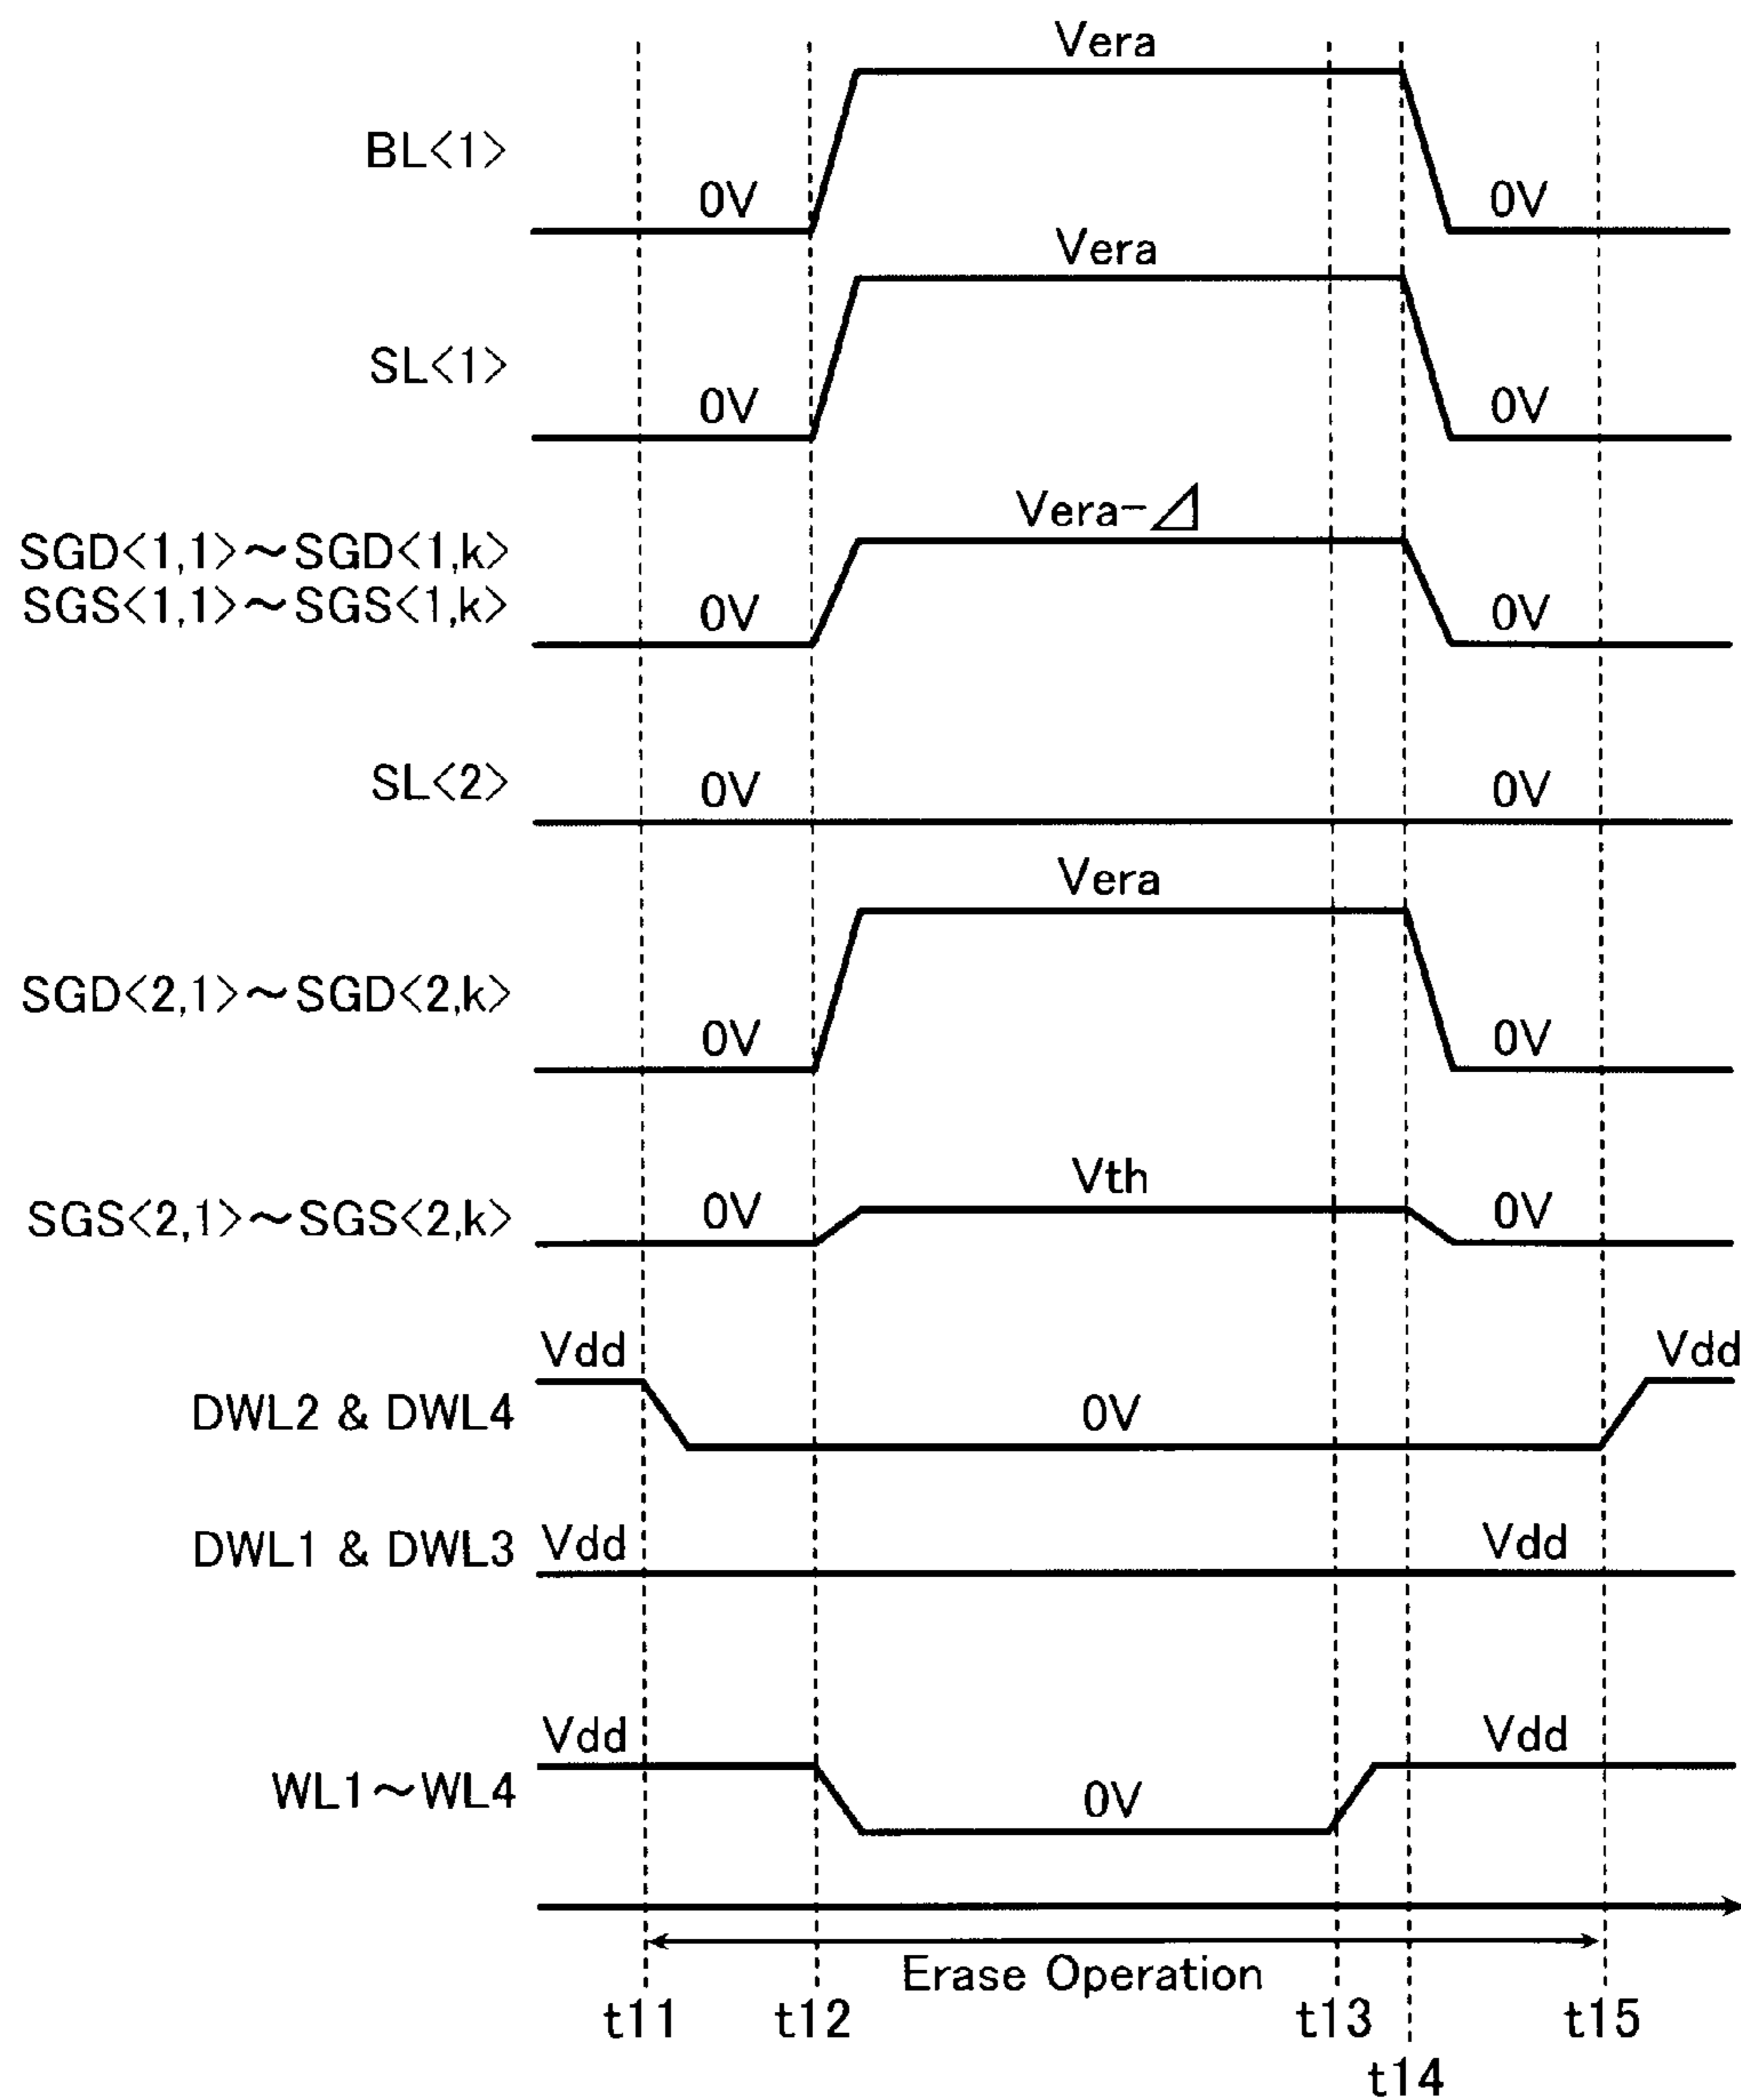 Vera
BL<1>
0V 0V
Vera
SL<1>
0V 0V
Vera-⊿
SGD<1,1>~SGD<1,k>
SGS<1,1>~SGS<1,k>
0V 0V
SL<2> 0V 0V
Vera
SGD<2,1>~SGD<2,k>
0V 0V
Vth
SGS<2,1>~SGS<2,k> 0V 0V
Vdd Vdd
DWL2 & DWL4 0V
DWL1 & DWL3 Vdd Vdd
Vdd Vdd
WL1~WL4 0V
Erase Operation
t11 t12 t13 t15
t14